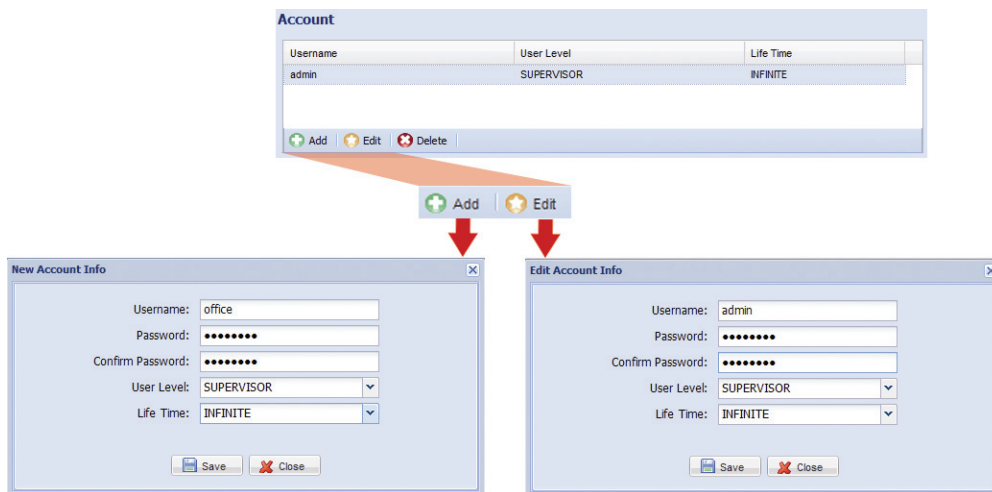 Account
Username User Level Life Time
admin SUPERVISOR INFINITE
Add Edit Delete
Add Edit
New Account Info
Username: office
Password: ••••••••
Confirm Password: ••••••••
User Level: SUPERVISOR
Life Time: INFINITE
Save Close
Edit Account Info
Username: admin
Password: ••••••••
Confirm Password: ••••••••
User Level: SUPERVISOR
Life Time: INFINITE
Save Close